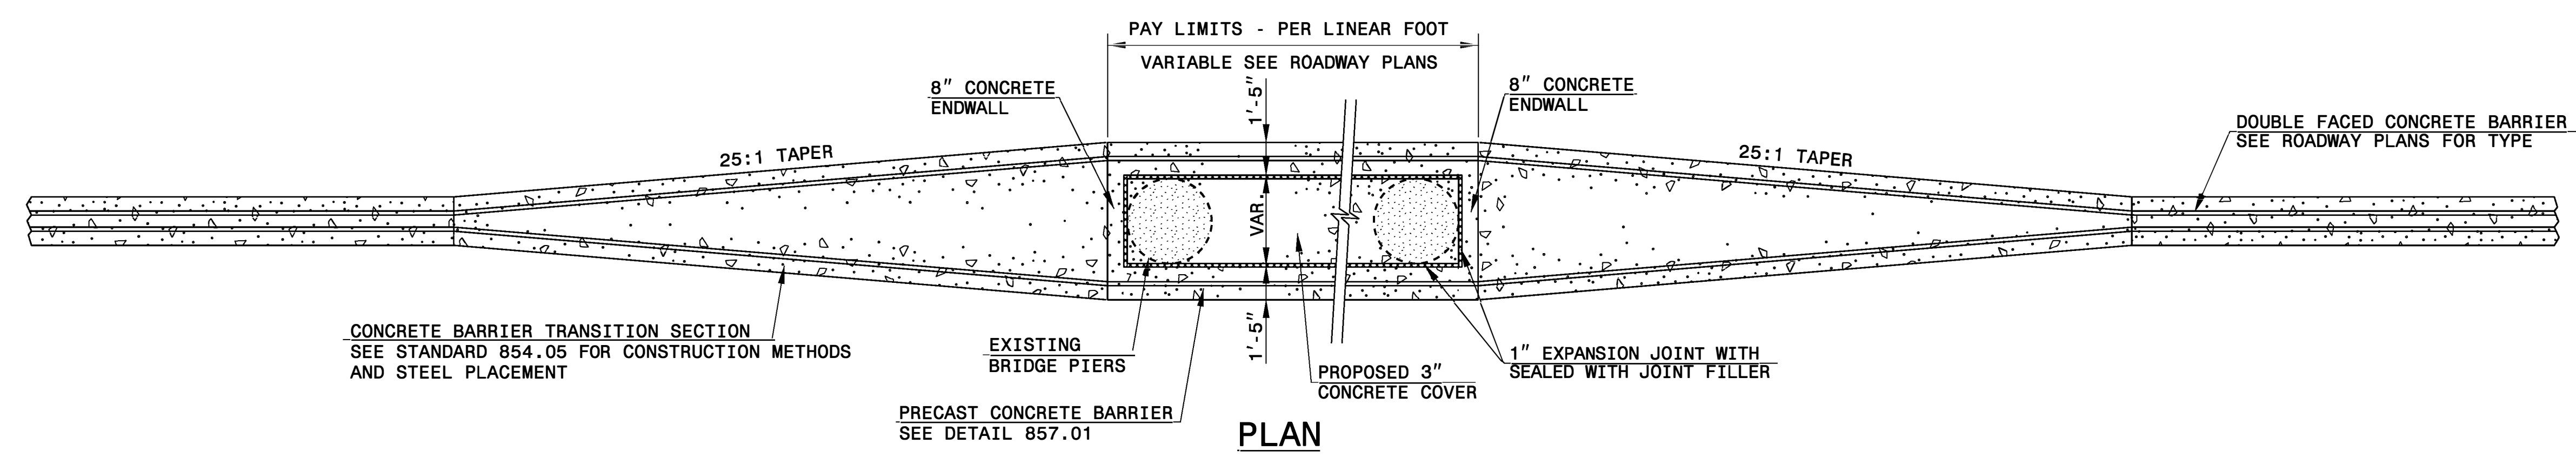 PAY LIMITS - PER LINEAR FOOT
VARIABLE SEE ROADWAY PLANS
8" CONCRETE
ENDWALL
1'-5"
8" CONCRETE
ENDWALL
DOUBLE FACED CONCRETE BARRIER
SEE ROADWAY PLANS FOR TYPE
25:1 TAPER
25:1 TAPER
VAR.
CONCRETE BARRIER TRANSITION SECTION
SEE STANDARD 854.05 FOR CONSTRUCTION METHODS
AND STEEL PLACEMENT
EXISTING
BRIDGE PIERS
1'-5"
PROPOSED 3"
CONCRETE COVER
1" EXPANSION JOINT WITH
SEALED WITH JOINT FILLER
PRECAST CONCRETE BARRIER
SEE DETAIL 857.01
PLAN